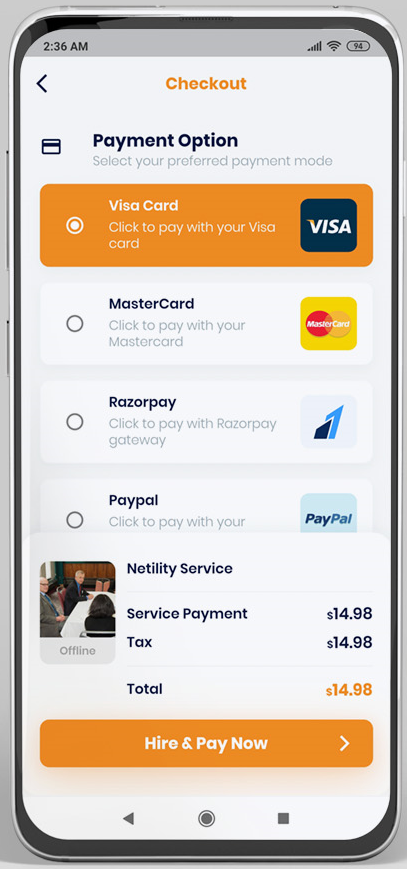 2:36 AM
94
Checkout
Payment Option
Select your preferred payment mode
Visa Card
Click to pay with your Visa
card
VISA
MasterCard
Click to pay with your
Mastercard
MasterCard
Razorpay
Click to pay with Razorpay
gateway
Paypal
Click to pay with your
PayPal
Netility Service
Offline
Service Payment $14.98
Tax $14.98
Total $14.98
Hire & Pay Now